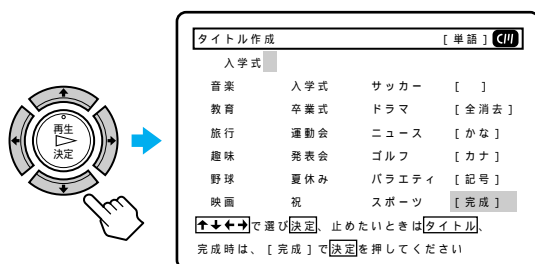 再生
決定
タイトル作成 [単語] CM
入学式
音楽 入学式 サッカー [ ]
教育 卒業式 ドラマ [全消去]
旅行 運動会 ニュース [かな]
趣味 発表会 ゴルフ [カナ]
野球 夏休み バラエティ [記号]
映画 祝 スポーツ [完成]
↑↓←→で選び決定、止めたいときはタイトル、
完成時は、[完成]で決定を押してください